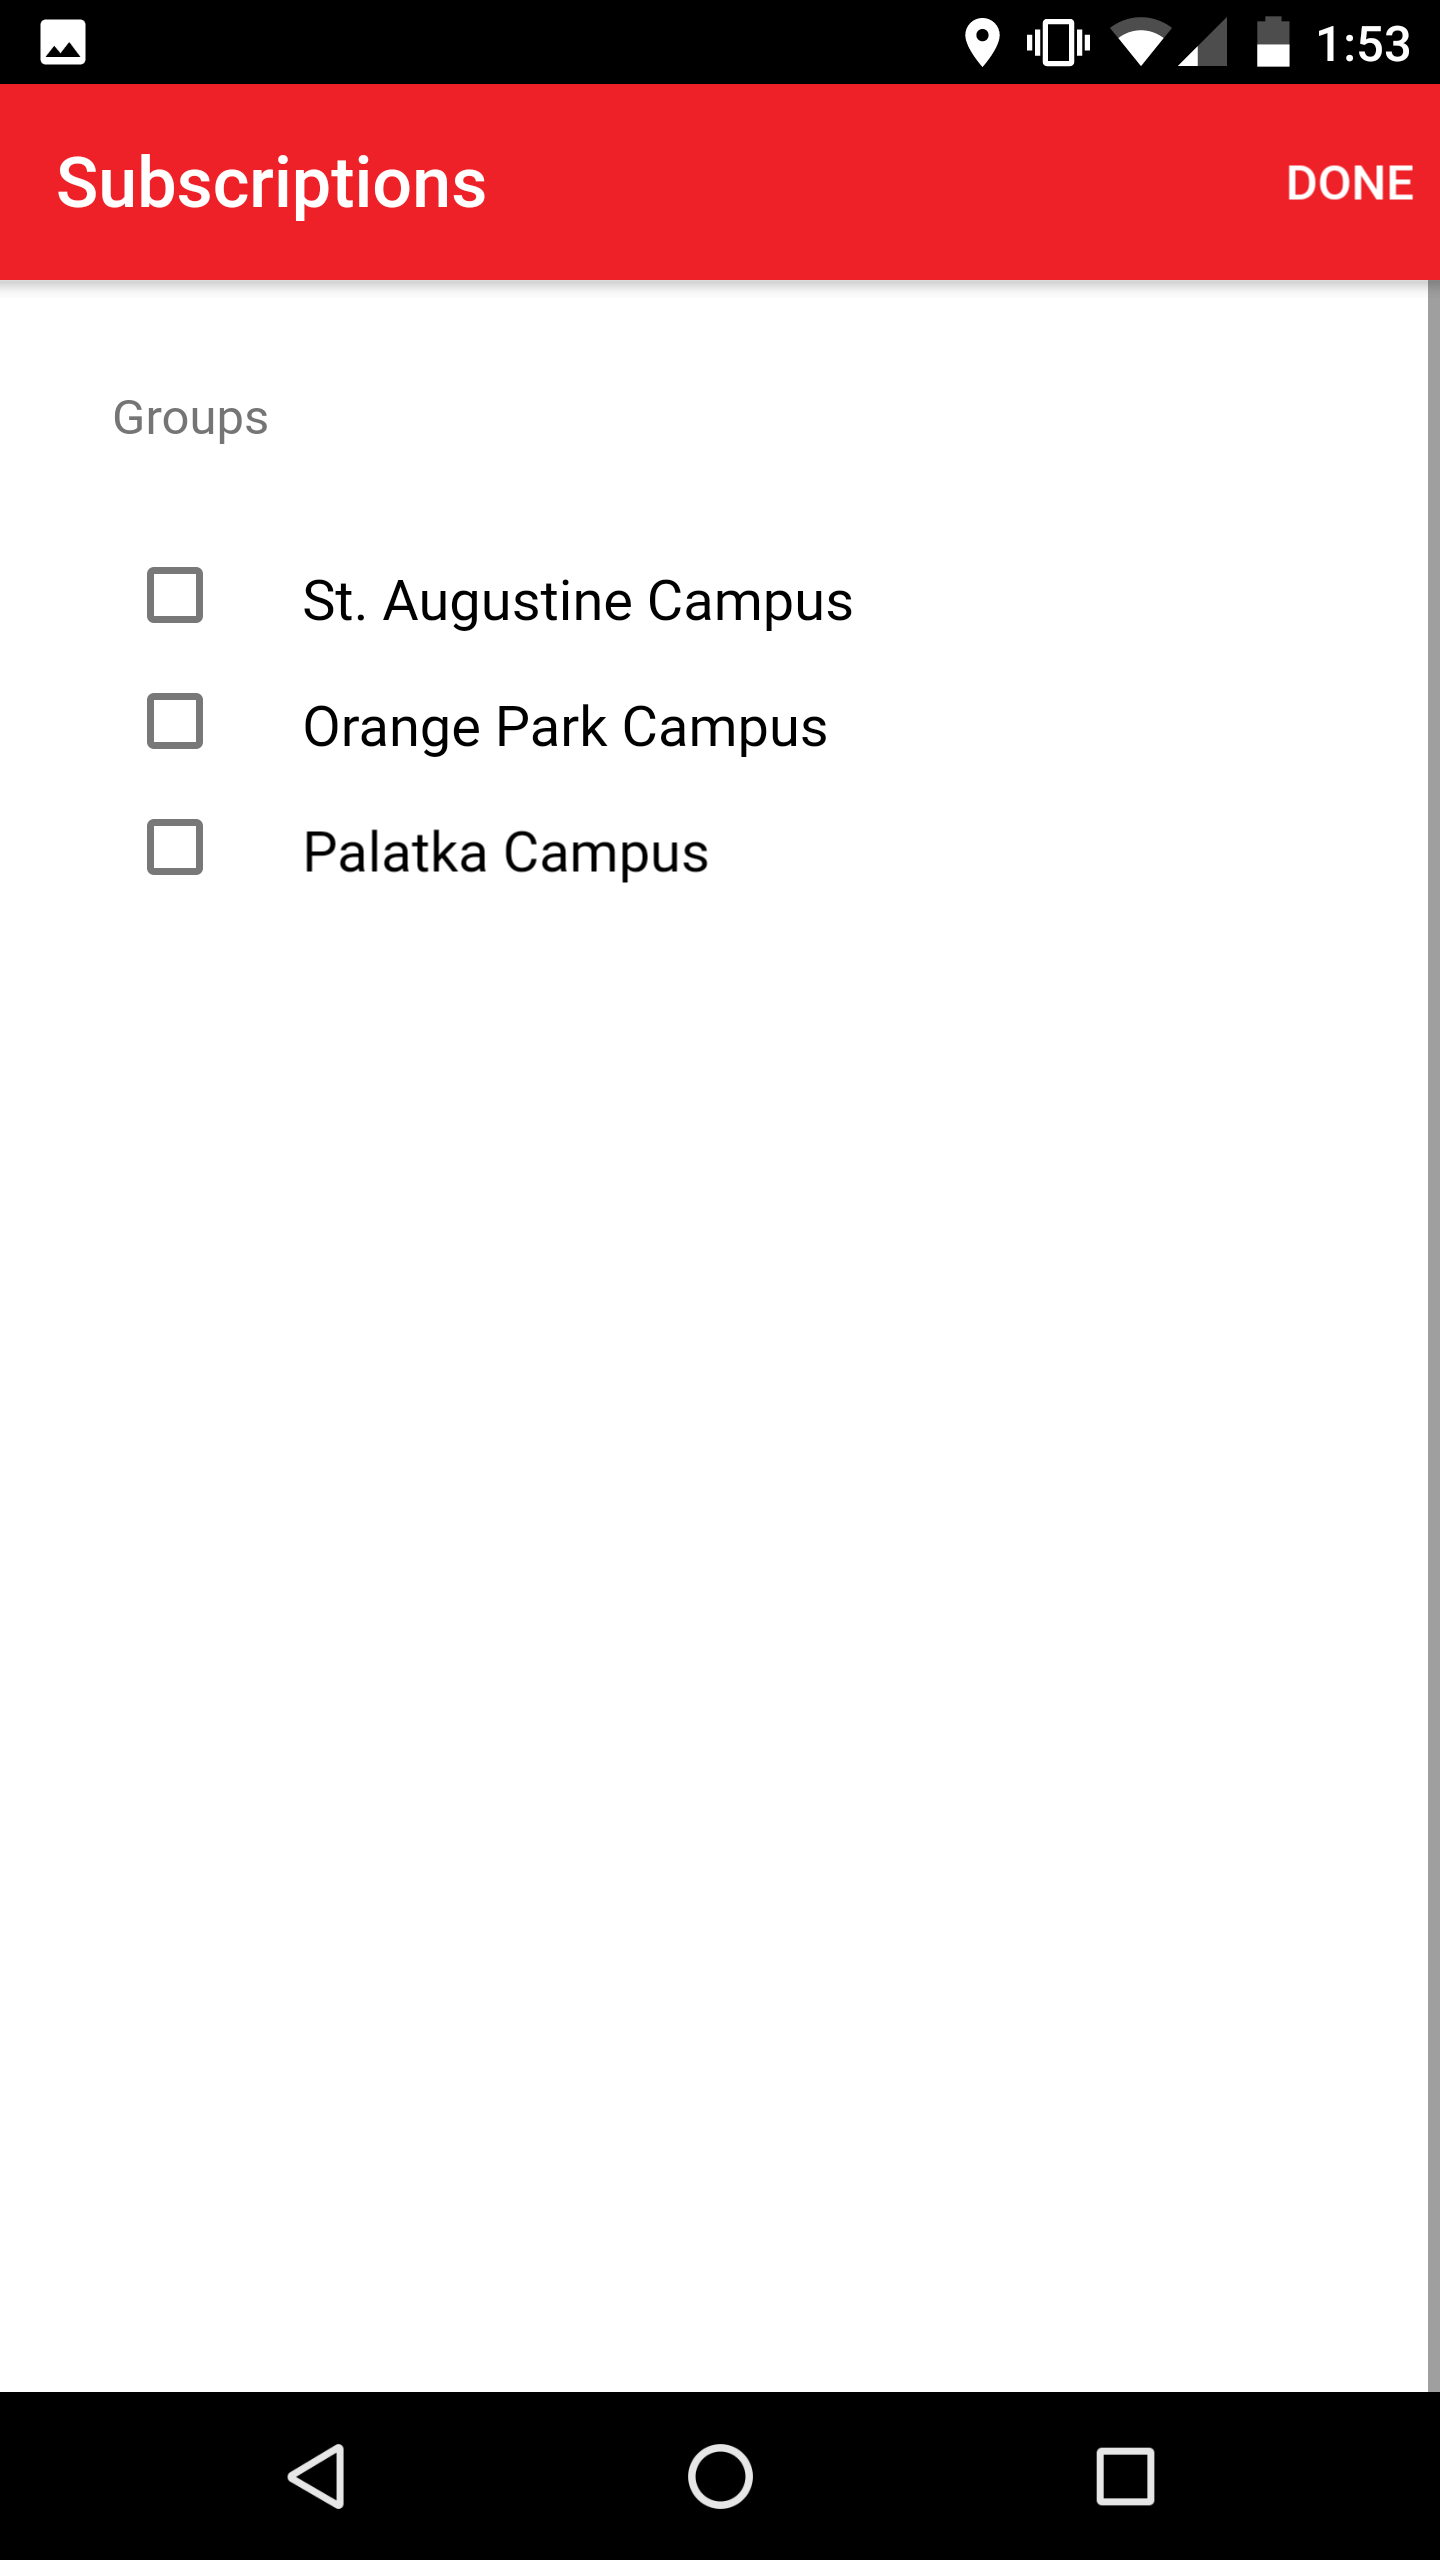 1:53
Subscriptions
DONE
Groups
St. Augustine Campus
Orange Park Campus
Palatka Campus